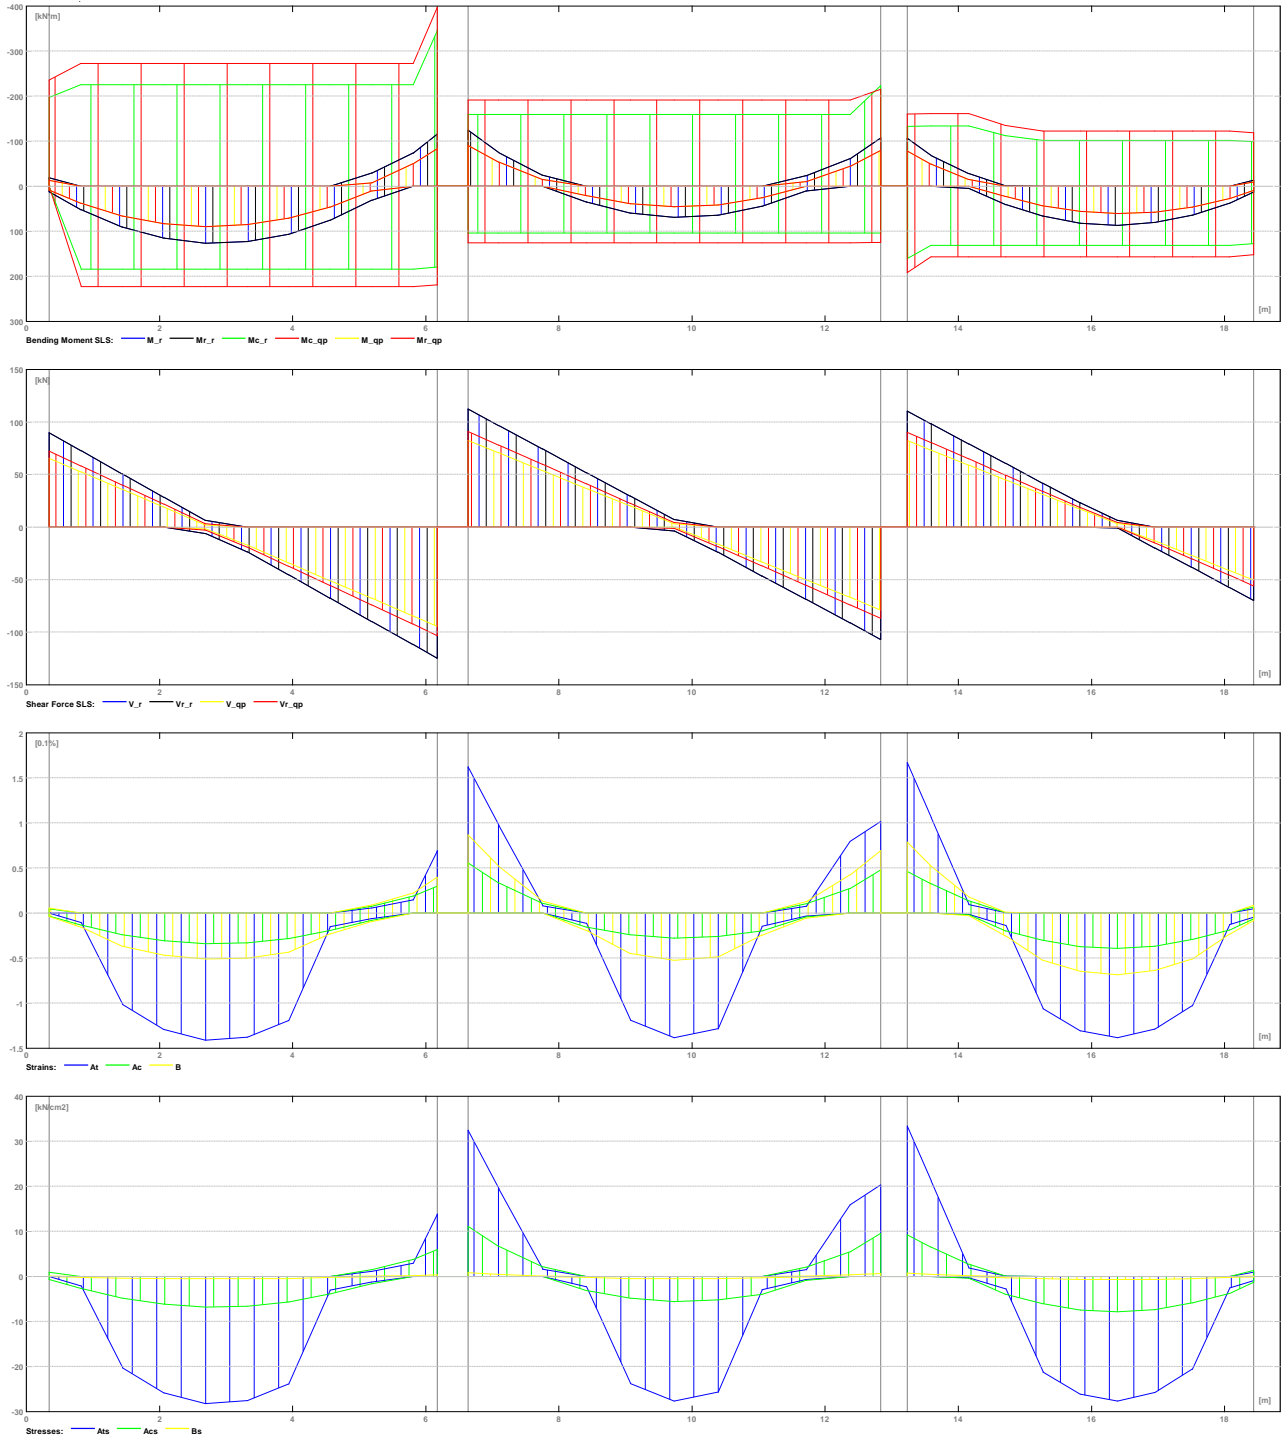 -400
[kN*m]
-300
-200
-100
0
100
200
300
[m]
0 2 4 6 8 10 12 14 16 18
Bending Moment SLS: M_r Mr_r Mc_r Mc_qp M_qp Mr_qp
150
[kN]
100
50
0
-50
-100
-150
[m]
0 2 4 6 8 10 12 14 16 18
Shear Force SLS: V_r Vr_r V_qp Vr_qp
2
[0.1%]
1.5
1
0.5
0
-0.5
-1
-1.5
[m]
0 2 4 6 8 10 12 14 16 18
Strains: At Ac B
40
[kN/cm2]
30
20
10
0
-10
-20
-30
[m]
0 2 4 6 8 10 12 14 16 18
Stresses: Ats Acs Bs